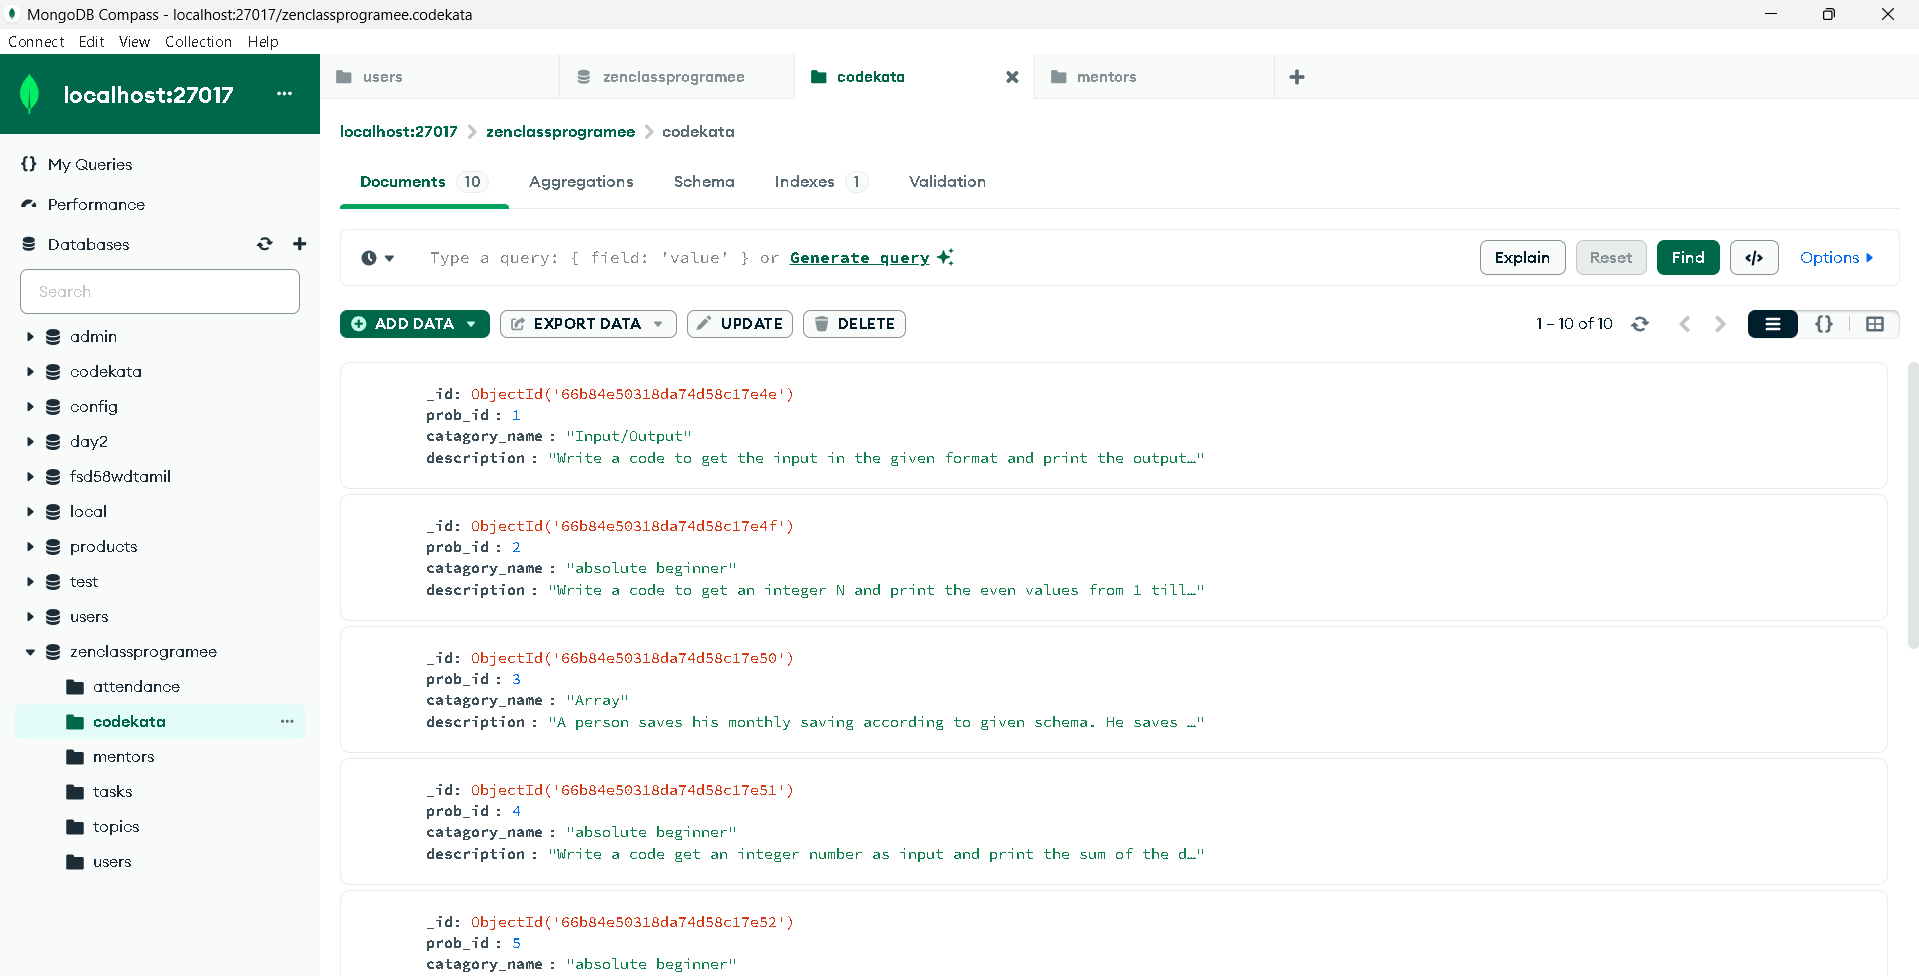 MongoDB Compass - localhost:27017/zenclassprogramee.codekata
Connect Edit View Collection Help
localhost:27017 ...
{} My Queries
Performance
Databases
Search
admin
codekata
config
day2
fsd58wdtamil
local
products
test
users
zenclassprogramee
attendance
codekata ...
mentors
tasks
topics
users
users zenclassprogramee codekata mentors
localhost:27017 > zenclassprogramee > codekata
Documents 10 Aggregations Schema Indexes 1 Validation
Type a query: { field: 'value' } or Generate query Explain Reset Find </> Options
ADD DATA EXPORT DATA UPDATE DELETE 1 – 10 of 10 {}
_id: ObjectId('66b84e50318da74d58c17e4e')
prob_id : 1
catagory_name : "Input/Output"
description : "Write a code to get the input in the given format and print the output…"
_id: ObjectId('66b84e50318da74d58c17e4f')
prob_id : 2
catagory_name : "absolute beginner"
description : "Write a code to get an integer N and print the even values from 1 till…"
_id: ObjectId('66b84e50318da74d58c17e50')
prob_id : 3
catagory_name : "Array"
description : "A person saves his monthly saving according to given schema. He saves …"
_id: ObjectId('66b84e50318da74d58c17e51')
prob_id : 4
catagory_name : "absolute beginner"
description : "Write a code get an integer number as input and print the sum of the d…"
_id: ObjectId('66b84e50318da74d58c17e52')
prob_id : 5
catagory_name : "absolute beginner"